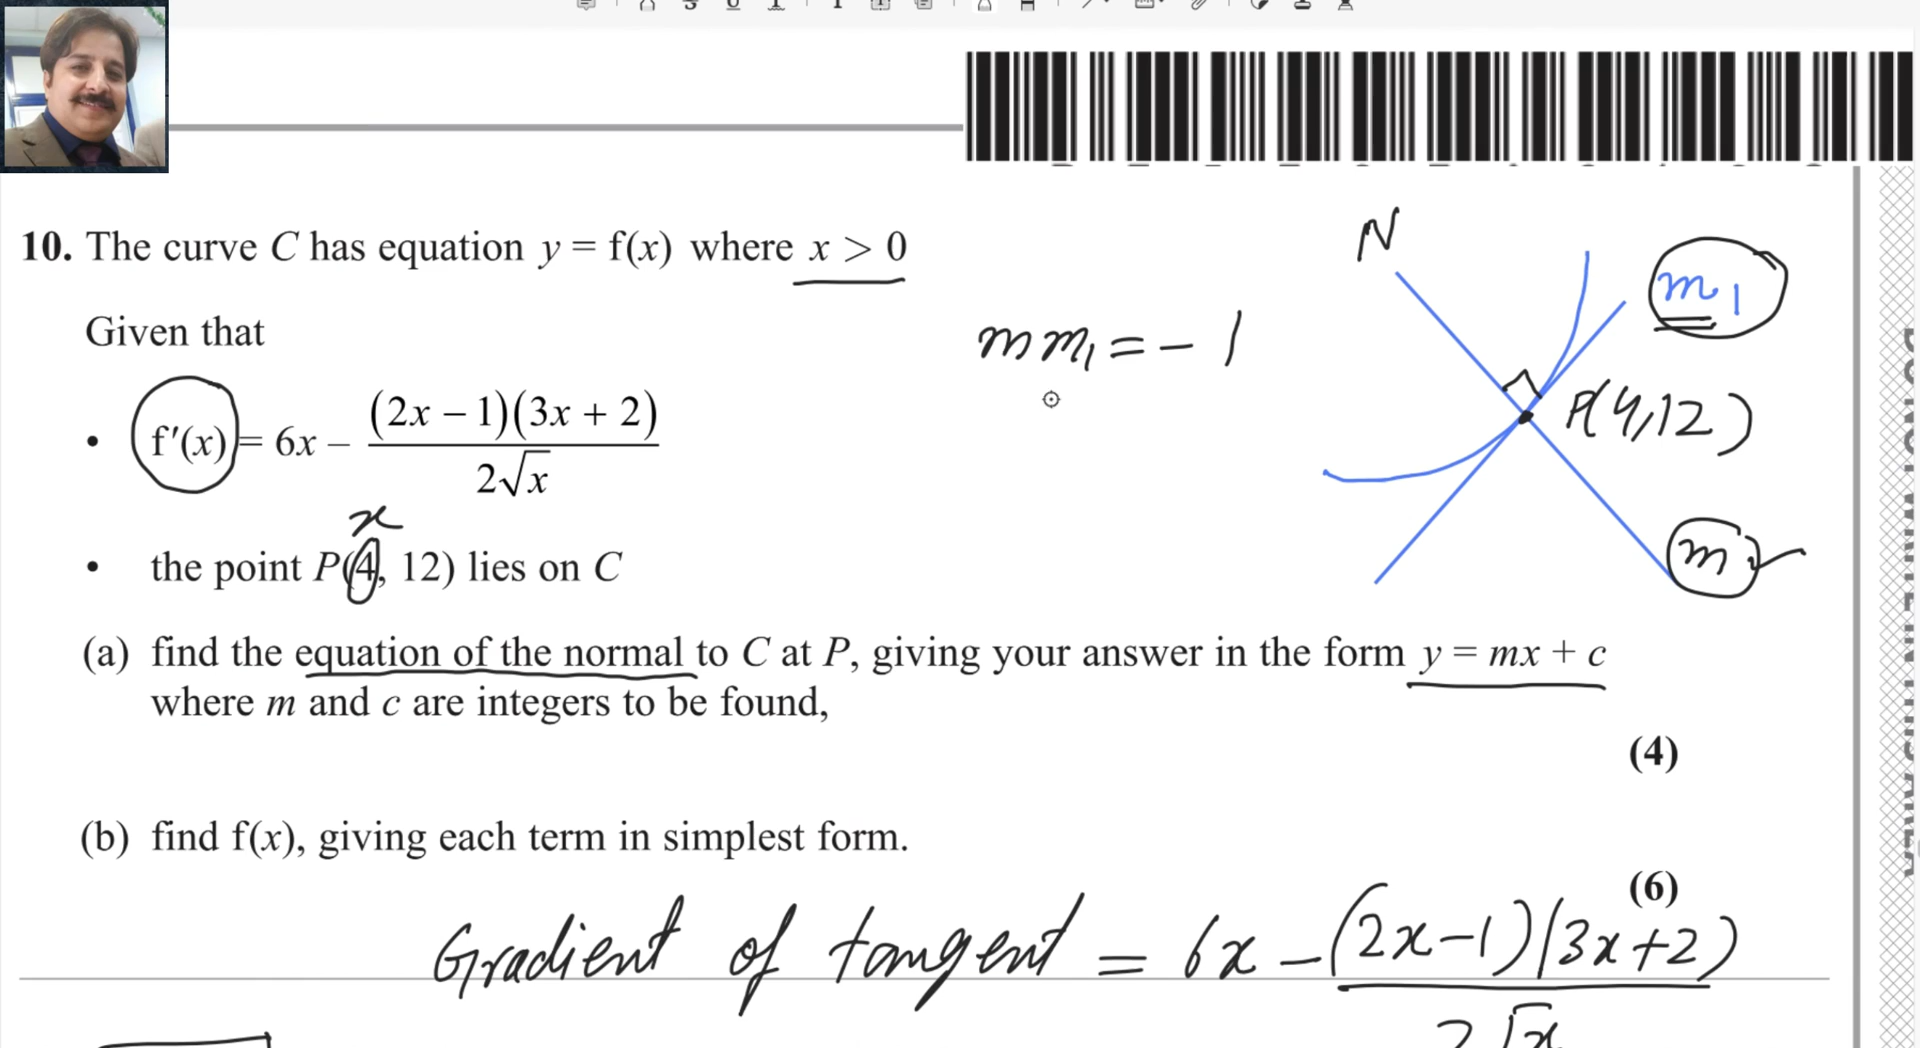 N
10. The curve C has equation y = f(x) where x > 0
m1
Given that
m m1 = - 1
• f'(x) = 6x – (2x – 1)(3x + 2)
2√x
P(4,12)
x
• the point P(4, 12) lies on C
m
(a) find the equation of the normal to C at P, giving your answer in the form y = mx + c
where m and c are integers to be found,
(4)
(b) find f(x), giving each term in simplest form.
(6)
Gradient of tangent = 6x - (2x-1)(3x+2)
2√x